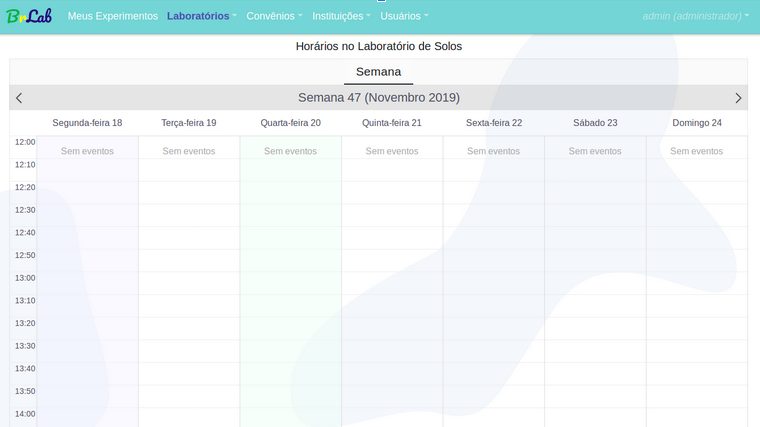 BrLab Meus Experimentos Laboratórios Convênios Instituições Usuários admin (administrador)
Horários no Laboratório de Solos
Semana
Semana 47 (Novembro 2019)
Segunda-feira 18 Terça-feira 19 Quarta-feira 20 Quinta-feira 21 Sexta-feira 22 Sábado 23 Domingo 24
12:00
Sem eventos Sem eventos Sem eventos Sem eventos Sem eventos Sem eventos Sem eventos
12:10
12:20
12:30
12:40
12:50
13:00
13:10
13:20
13:30
13:40
13:50
14:00